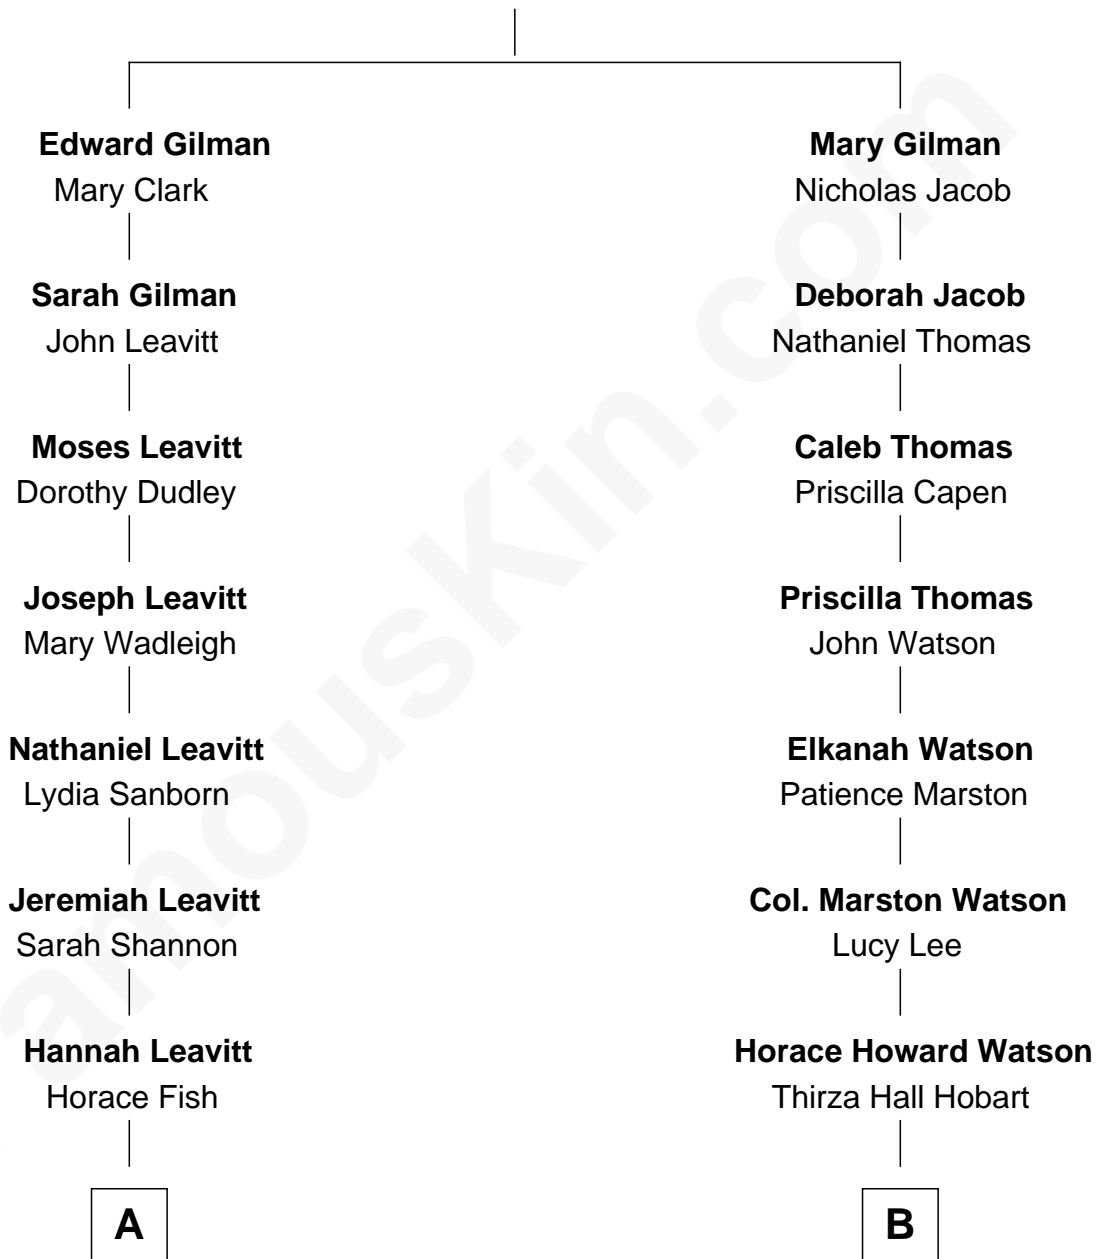 Edward Gilman
Mary Clark
Mary Gilman
Nicholas Jacob
Sarah Gilman
John Leavitt
Deborah Jacob
Nathaniel Thomas
Moses Leavitt
Dorothy Dudley
Caleb Thomas
Priscilla Capen
Joseph Leavitt
Mary Wadleigh
Priscilla Thomas
John Watson
Nathaniel Leavitt
Lydia Sanborn
Elkanah Watson
Patience Marston
Jeremiah Leavitt
Sarah Shannon
Col. Marston Watson
Lucy Lee
Hannah Leavitt
Horace Fish
Horace Howard Watson
Thirza Hall Hobart
A
B
amousKin.com